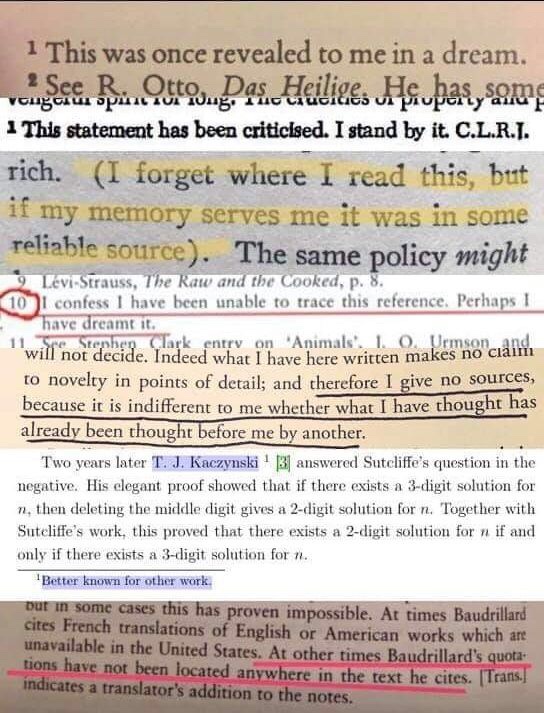 1 This was once revealed to me in a dream.
2 See R. Otto, Das Heilige. He has some
vengeful spirit for long. The cruelties of property and p
1 This statement has been criticised. I stand by it. C.L.R.J.
rich. (I forget where I read this, but
if my memory serves me it was in some
reliable source). The same policy might
9 Lévi-Strauss, The Raw and the Cooked, p. 8.
10 I confess I have been unable to trace this reference. Perhaps I
have dreamt it.
11 See Stephen Clark entry on 'Animals'. J. O. Urmson and
will not decide. Indeed what I have here written makes no claim
to novelty in points of detail; and therefore I give no sources,
because it is indifferent to me whether what I have thought has
already been thought before me by another.
Two years later T. J. Kaczynski 1 [3] answered Sutcliffe's question in the
negative. His elegant proof showed that if there exists a 3-digit solution for
n, then deleting the middle digit gives a 2-digit solution for n. Together with
Sutcliffe's work, this proved that there exists a 2-digit solution for n if and
only if there exists a 3-digit solution for n.
1Better known for other work.
but in some cases this has proven impossible. At times Baudrillard
cites French translations of English or American works which are
unavailable in the United States. At other times Baudrillard's quota-
tions have not been located anywhere in the text he cites. [Trans.]
indicates a translator's addition to the notes.